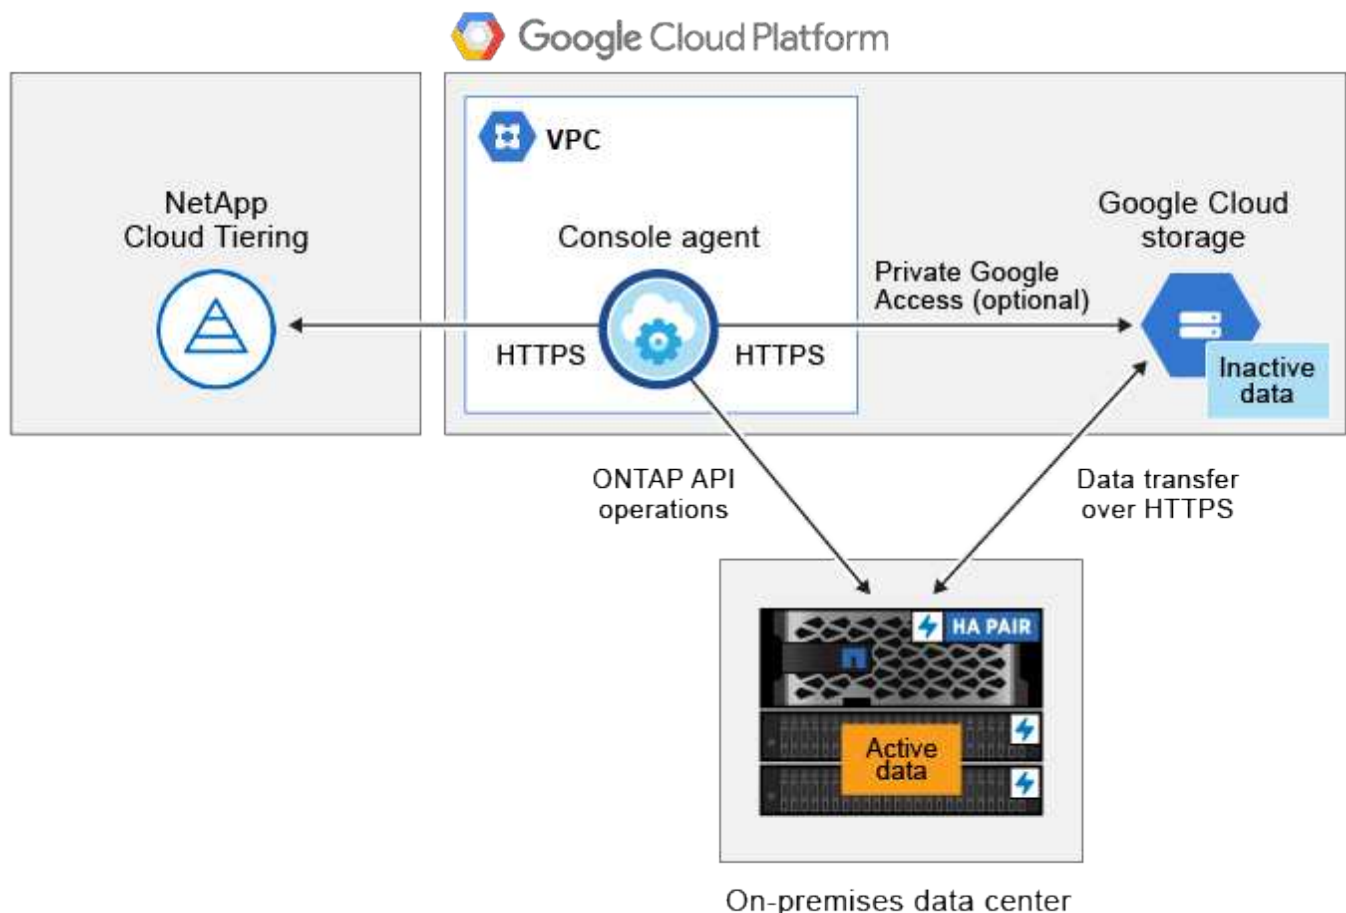 Google Cloud Platform
VPC
NetApp
Cloud Tiering
Console agent
Google Cloud
storage
Private Google
Access (optional)
HTTPS
HTTPS
Inactive
data
ONTAP API
operations
Data transfer
over HTTPS
HA PAIR
Active
data
On-premises data center